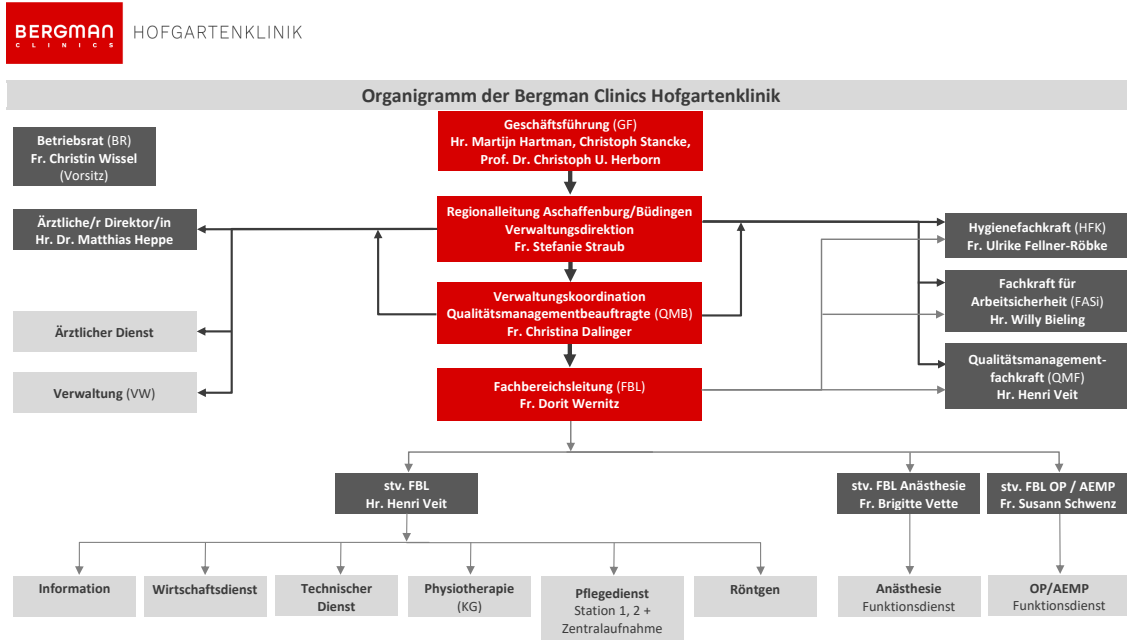 BERGMAN
CLINICS
HOFGARTENKLINIK
Organigramm der Bergman Clinics Hofgartenklinik
Betriebsrat (BR)
Fr. Christin Wissel
(Vorsitz)
Geschäftsführung (GF)
Hr. Martijn Hartman, Christoph Stancke,
Prof. Dr. Christoph U. Herborn
Ärztliche/r Direktor/in
Hr. Dr. Matthias Heppe
Regionalleitung Aschaffenburg/Büdingen
Verwaltungsdirektion
Fr. Stefanie Straub
Hygienefachkraft (HFK)
Fr. Ulrike Fellner-Röbke
Ärztlicher Dienst
Verwaltungskoordination
Qualitätsmanagementbeauftragte (QMB)
Fr. Christina Dalinger
Fachkraft für
Arbeitsicherheit (FASi)
Hr. Willy Bieling
Verwaltung (VW)
Fachbereichsleitung (FBL)
Fr. Dorit Wernitz
Qualitätsmanagement-
fachkraft (QMF)
Hr. Henri Veit
stv. FBL
Hr. Henri Veit
stv. FBL Anästhesie
Fr. Brigitte Vette
stv. FBL OP / AEMP
Fr. Susann Schwenz
Information
Wirtschaftsdienst
Technischer
Dienst
Physiotherapie
(KG)
Pflegedienst
Station 1, 2 +
Zentralaufnahme
Röntgen
Anästhesie
Funktionsdienst
OP/AEMP
Funktionsdienst